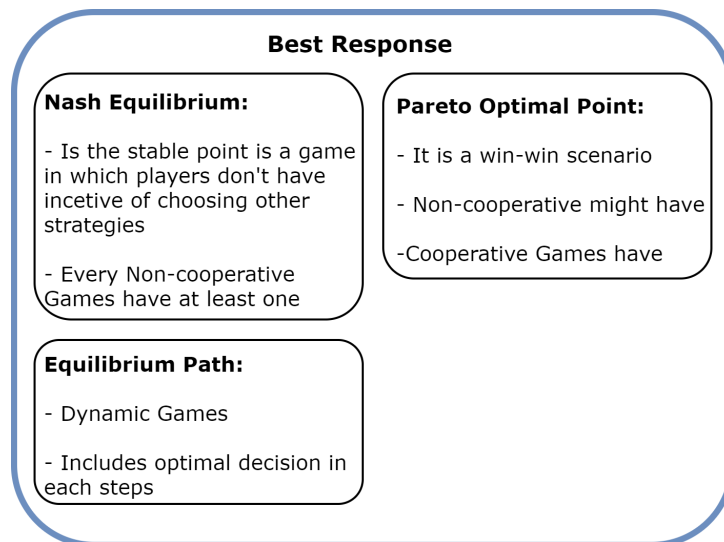 Best Response
Nash Equilibrium:
- Is the stable point is a game
in which players don't have
incetive of choosing other
strategies
- Every Non-cooperative
Games have at least one
Pareto Optimal Point:
- It is a win-win scenario
- Non-cooperative might have
-Cooperative Games have
Equilibrium Path:
- Dynamic Games
- Includes optimal decision in
each steps